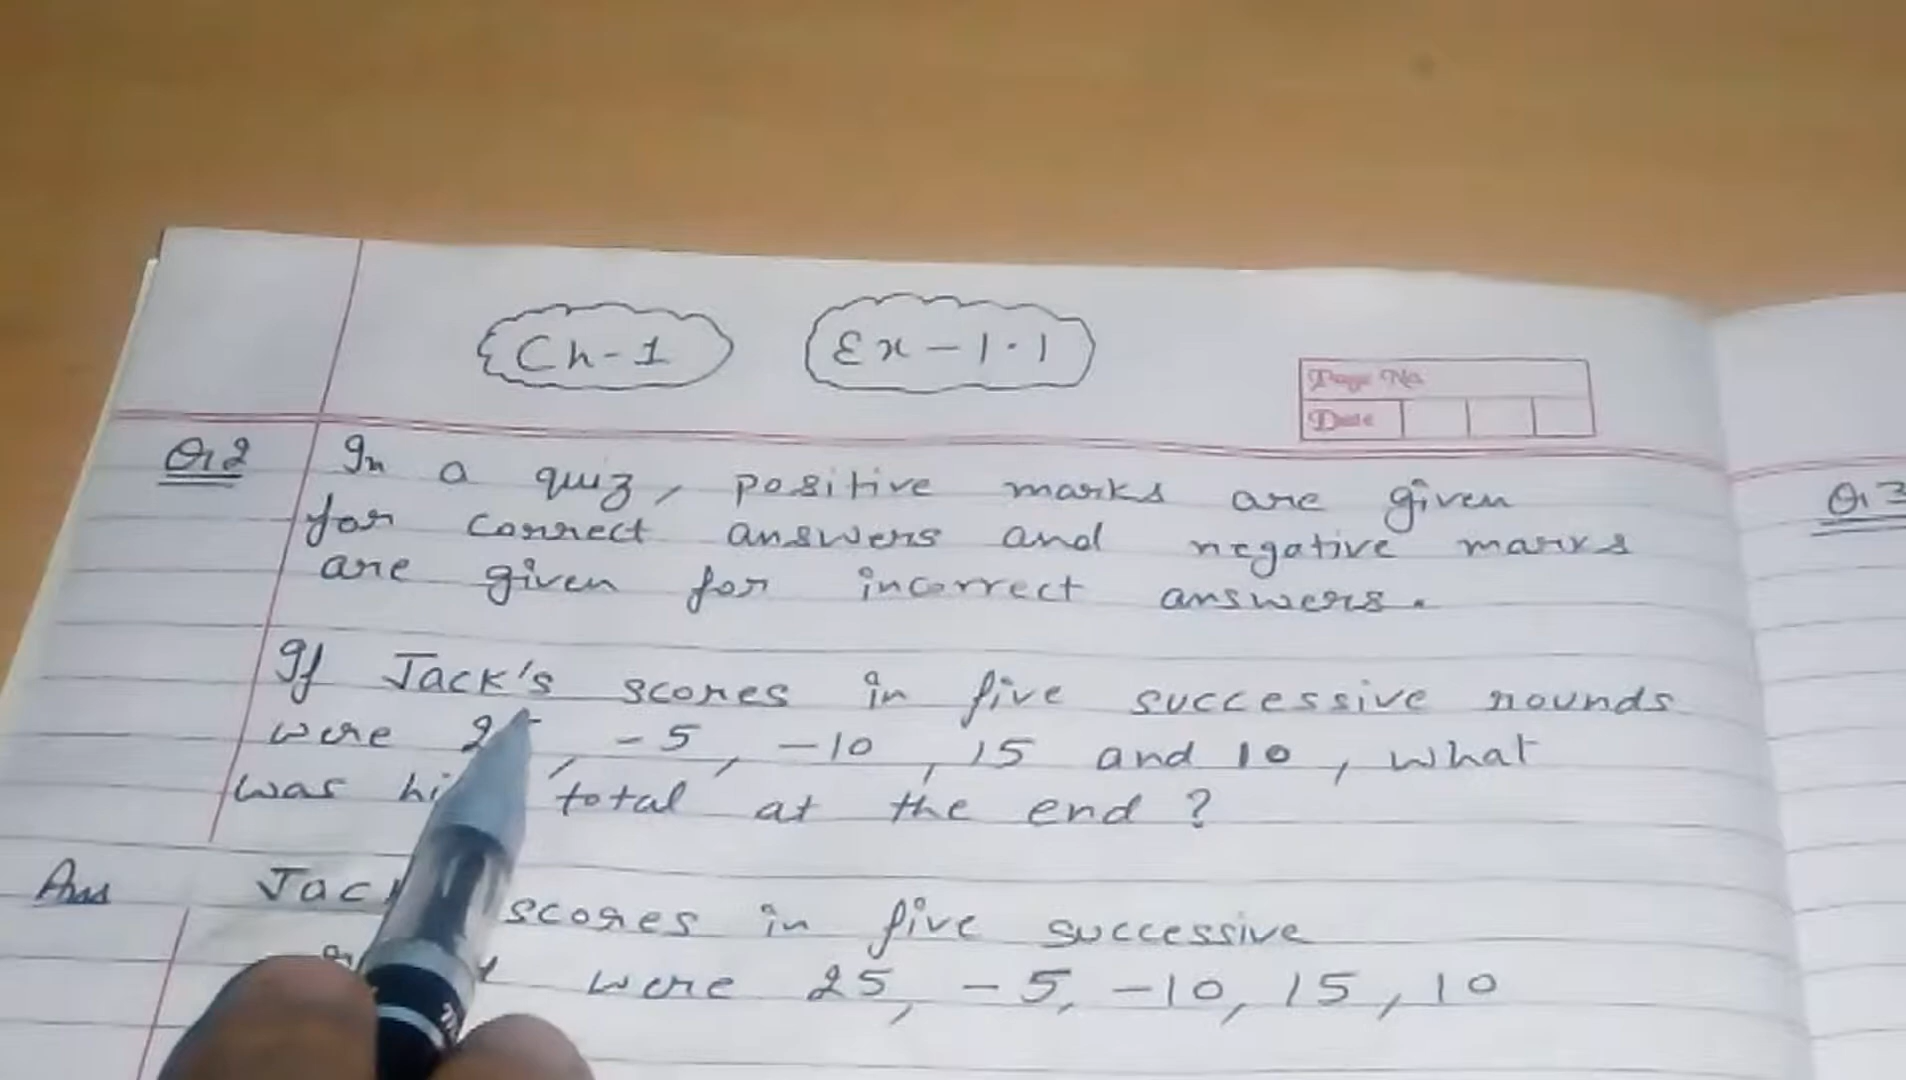 Ch-1
Ex-1.1
Page No.
Date
Q.2 In a quiz, positive marks are given
for correct answers and negative marks
are given for incorrect answers.
If Jack's scores in five successive rounds
were , -5, -10, 15 and 10, what
was total at the end?
Ans scores in five successive
were 25, -5, -10, 15, 10
Q.3